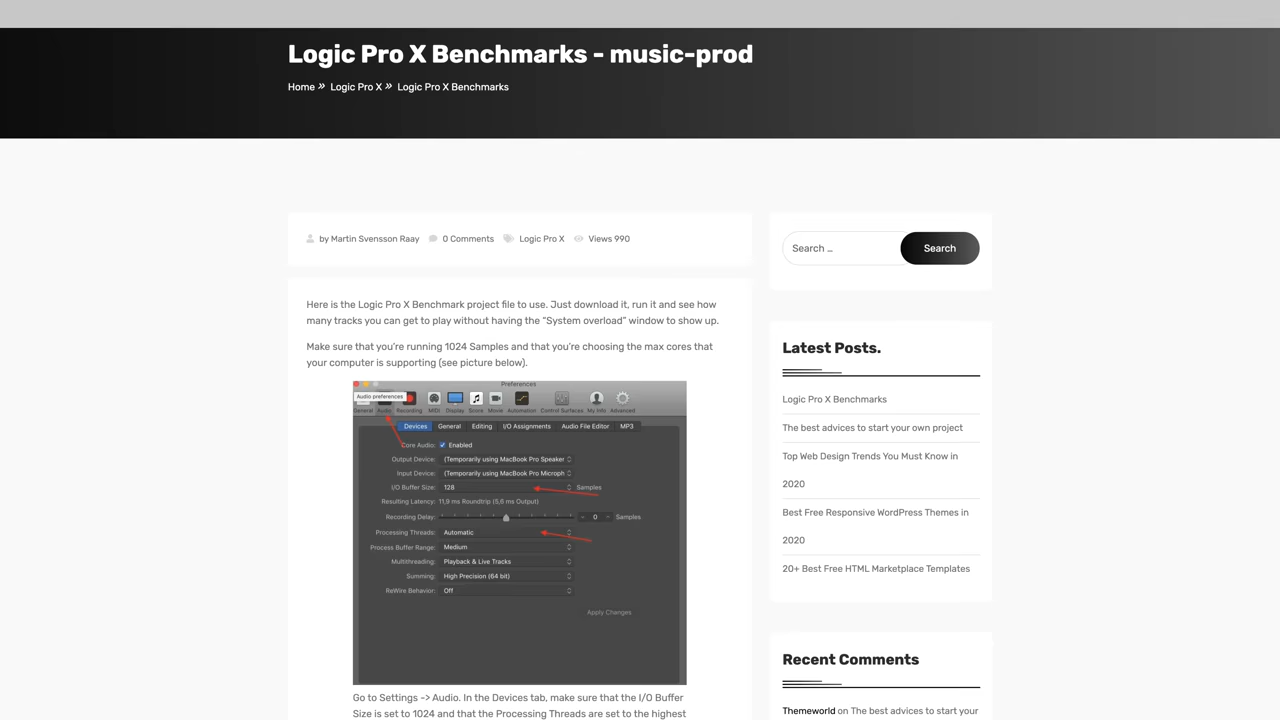 Logic Pro X Benchmarks - music-prod
Home » Logic Pro X » Logic Pro X Benchmarks
by Martin Svensson Raay 0 Comments Logic Pro X Views 990
Here is the Logic Pro X Benchmark project file to use. Just download it, run it and see how
many tracks you can get to play without having the “System overload” window to show up.
Make sure that you’re running 1024 Samples and that you’re choosing the max cores that
your computer is supporting (see picture below).
Preferences
Audio preferences
General Audio Recording MIDI Display Score Movie Automation Control Surfaces My Info Advanced
Devices General Editing I/O Assignments Audio File Editor MP3
Core Audio: Enabled
Output Device: (Temporarily using MacBook Pro Speaker
Input Device: (Temporarily using MacBook Pro Microph
I/O Buffer Size: 128 Samples
Resulting Latency: 11,9 ms Roundtrip (5,6 ms Output)
Recording Delay: 0 Samples
Processing Threads: Automatic
Process Buffer Range: Medium
Multithreading: Playback & Live Tracks
Summing: High Precision (64 bit)
ReWire Behavior: Off
Apply Changes
Go to Settings -> Audio. In the Devices tab, make sure that the I/O Buffer
Size is set to 1024 and that the Processing Threads are set to the highest
Search …
Search
Latest Posts.
Logic Pro X Benchmarks
The best advices to start your own project
Top Web Design Trends You Must Know in
2020
Best Free Responsive WordPress Themes in
2020
20+ Best Free HTML Marketplace Templates
Recent Comments
Themeworld on The best advices to start your